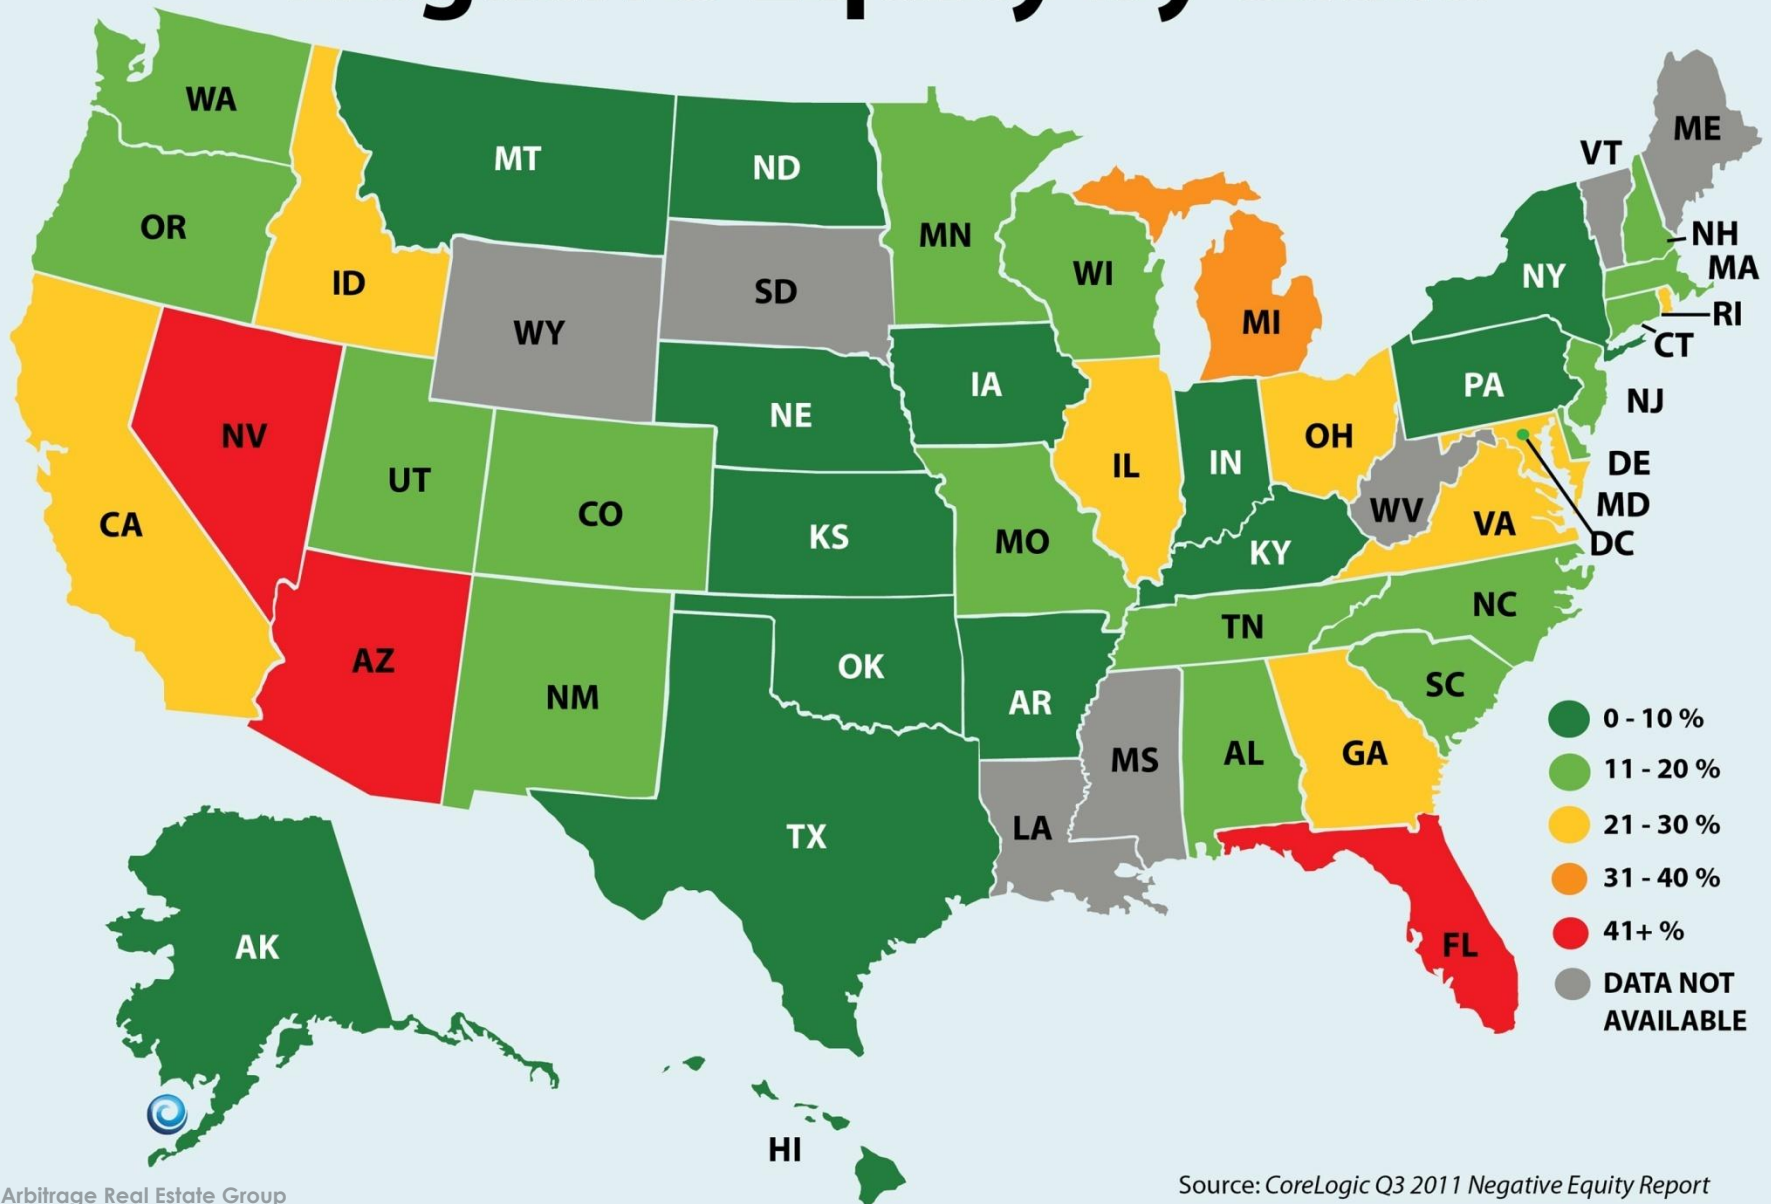 WA
MT
ND
MN
ME
VT
OR
ID
WY
SD
WI
MI
NY
NH
MA
RI
CT
NV
UT
CO
NE
IA
IL
IN
OH
PA
NJ
DE
MD
DC
CA
KS
MO
KY
WV
VA
AZ
NM
OK
AR
TN
NC
SC
TX
LA
MS
AL
GA
FL
AK
HI
0 - 10 %
11 - 20 %
21 - 30 %
31 - 40 %
41+ %
DATA NOT
AVAILABLE
Arbitrage Real Estate Group
Source: CoreLogic Q3 2011 Negative Equity Report